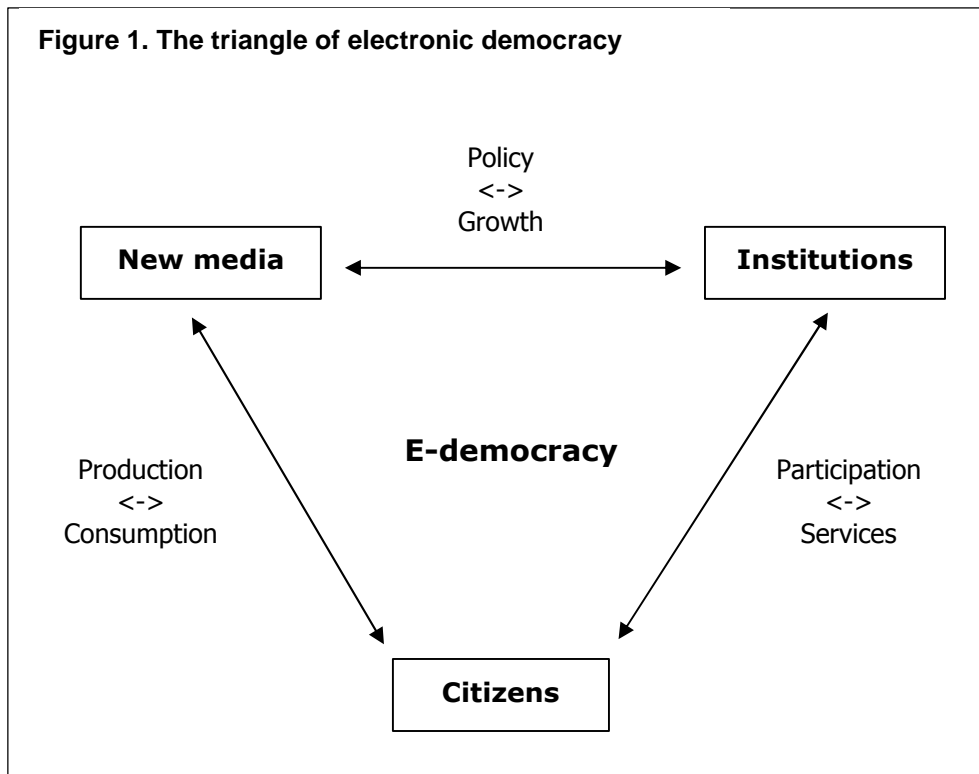 Figure 1. The triangle of electronic democracy
Policy
<->
Growth
New media
Institutions
E-democracy
Production
<->
Consumption
Participation
<->
Services
Citizens